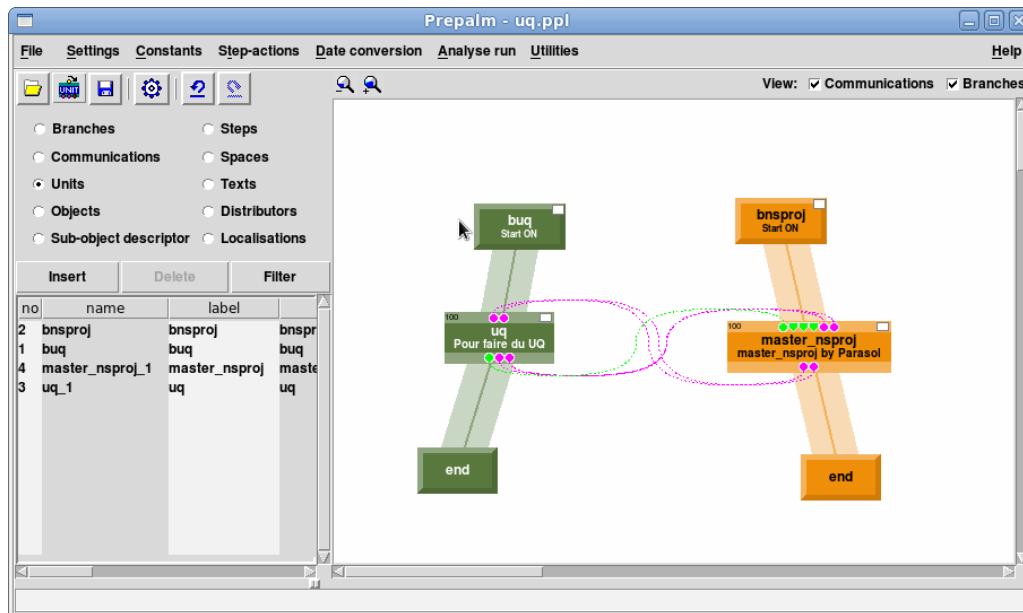 Prepalm - uq.ppl
File Settings Constants Step-actions Date conversion Analyse run Utilities Help
UNIT
View: Communications Branches
Branches Steps
Communications Spaces
Units Texts
Objects Distributors
Sub-object descriptor Localisations
Insert Delete Filter
no name label
2 bnsproj bnsproj bnspr
1 buq buq buq
4 master_nsproj_1 master_nsproj maste
3 uq_1 uq uq
buq
Start ON
bnsproj
Start ON
100
uq
Pour faire du UQ
100
master_nsproj
master_nsproj by Parasol
end
end